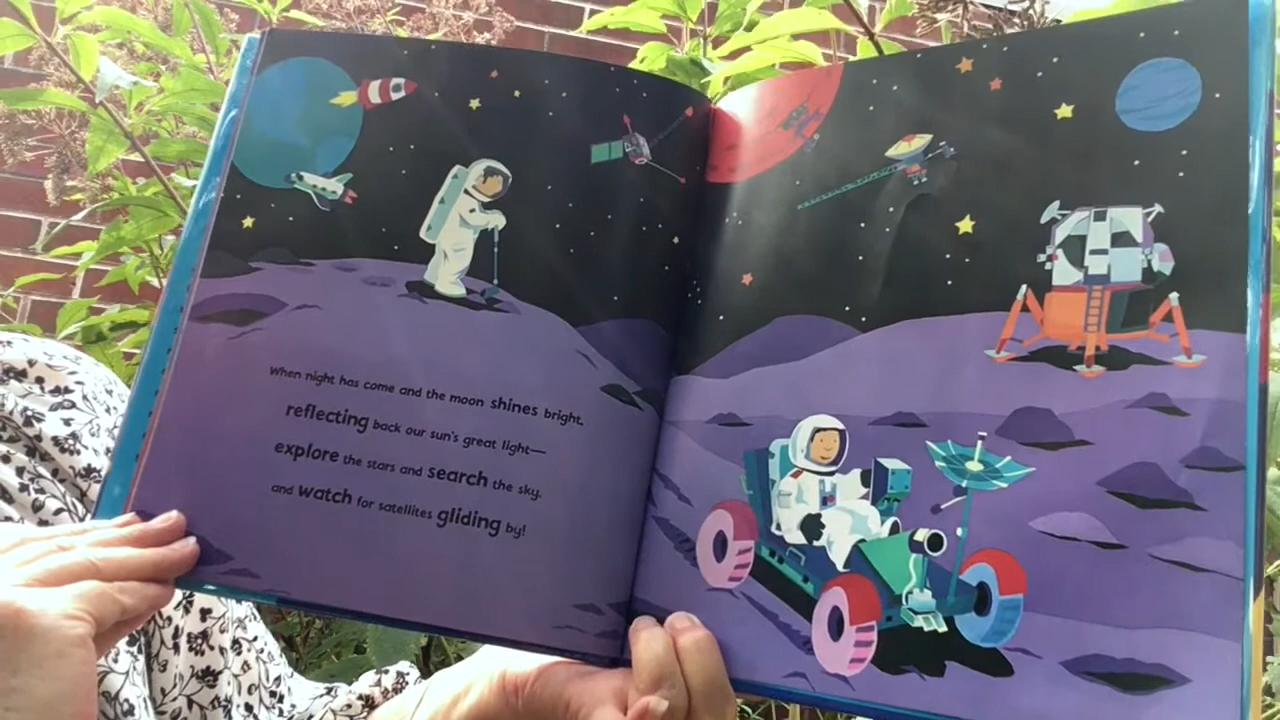 When night has come and the moon shines bright,
reflecting back our sun's great light—
explore the stars and search the sky,
and watch for satellites gliding by!